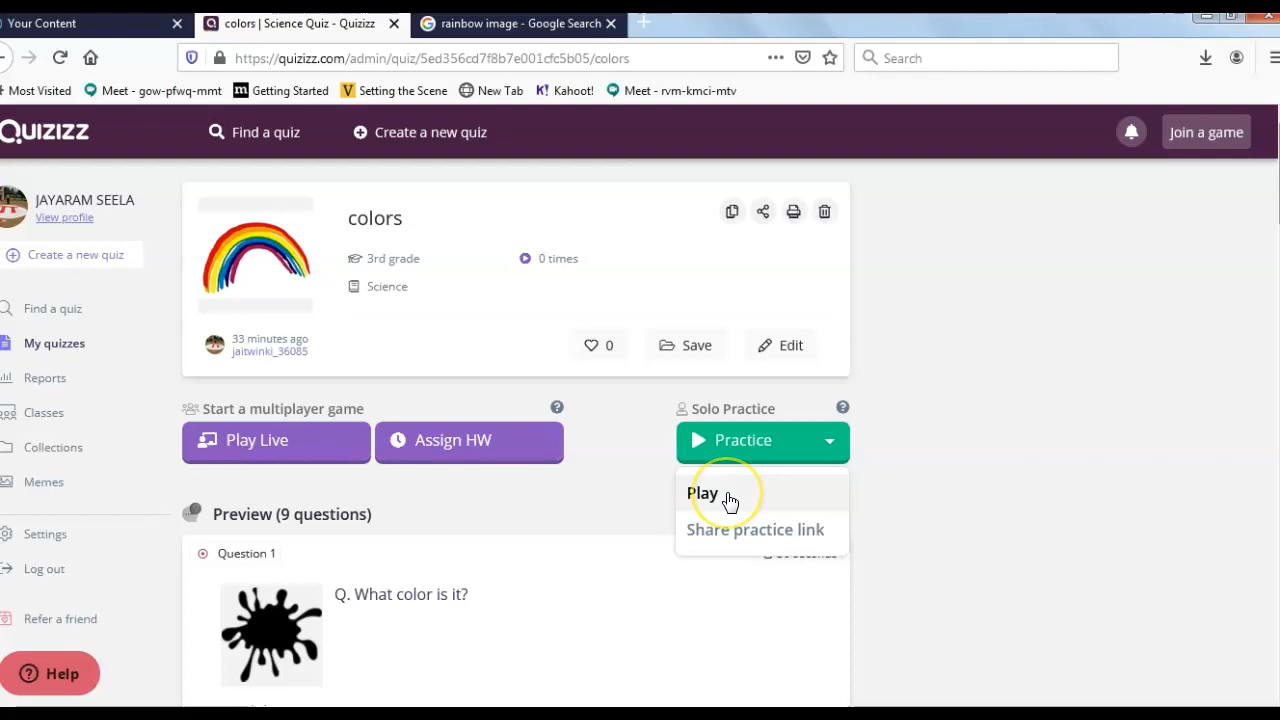 Your Content
colors | Science Quiz - Quizizz
rainbow image - Google Search
https://quizizz.com/admin/quiz/5ed356cd7f8b7e001cfc5b05/colors
Search
Most Visited
Meet - gow-pfwq-mmt
Getting Started
Setting the Scene
New Tab
Kahoot!
Meet - rvm-kmci-mtv
Quizizz
Find a quiz
Create a new quiz
Join a game
JAYARAM SEELA
View profile
Create a new quiz
Find a quiz
My quizzes
Reports
Classes
Collections
Memes
Settings
Log out
Refer a friend
Help
colors
3rd grade
0 times
Science
33 minutes ago
jaitwinki_36085
0
Save
Edit
Start a multiplayer game
Solo Practice
Play Live
Assign HW
Practice
Play
Share practice link
Preview (9 questions)
Question 1
Q. What color is it?